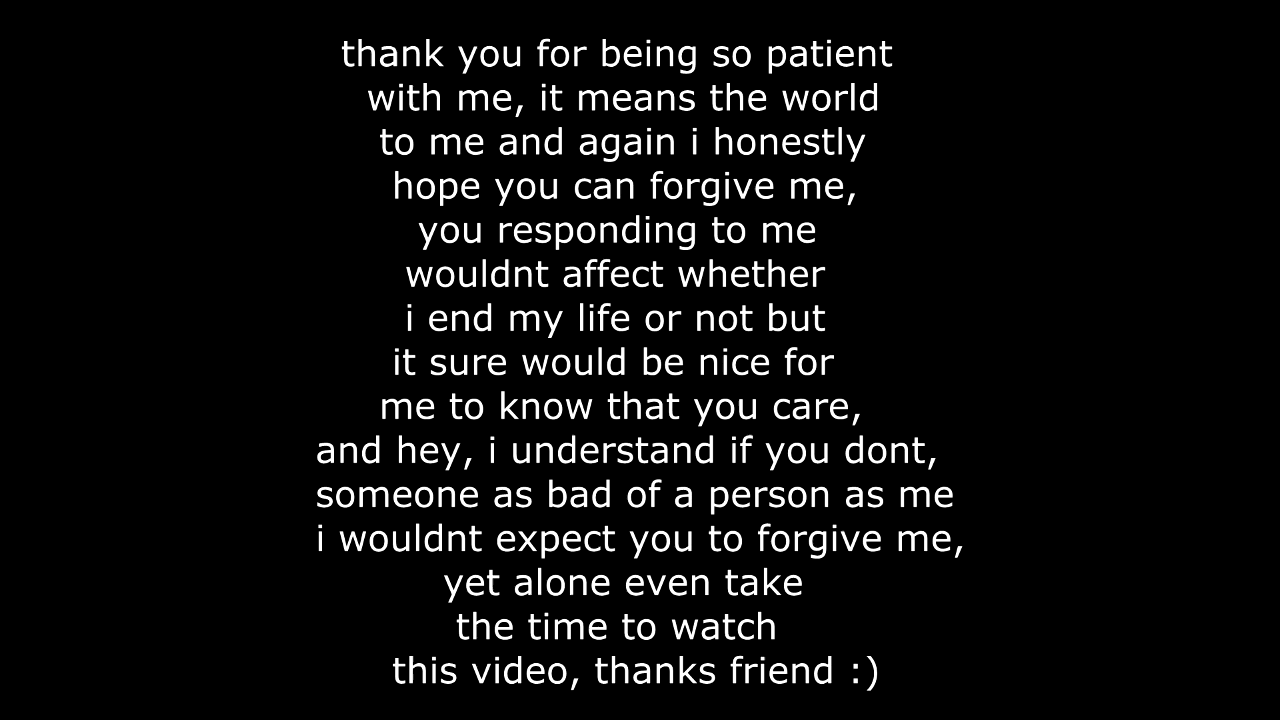 thank you for being so patient
with me, it means the world
to me and again i honestly
hope you can forgive me,
you responding to me
wouldnt affect whether
i end my life or not but
it sure would be nice for
me to know that you care,
and hey, i understand if you dont,
someone as bad of a person as me
i wouldnt expect you to forgive me,
yet alone even take
the time to watch
this video, thanks friend :)